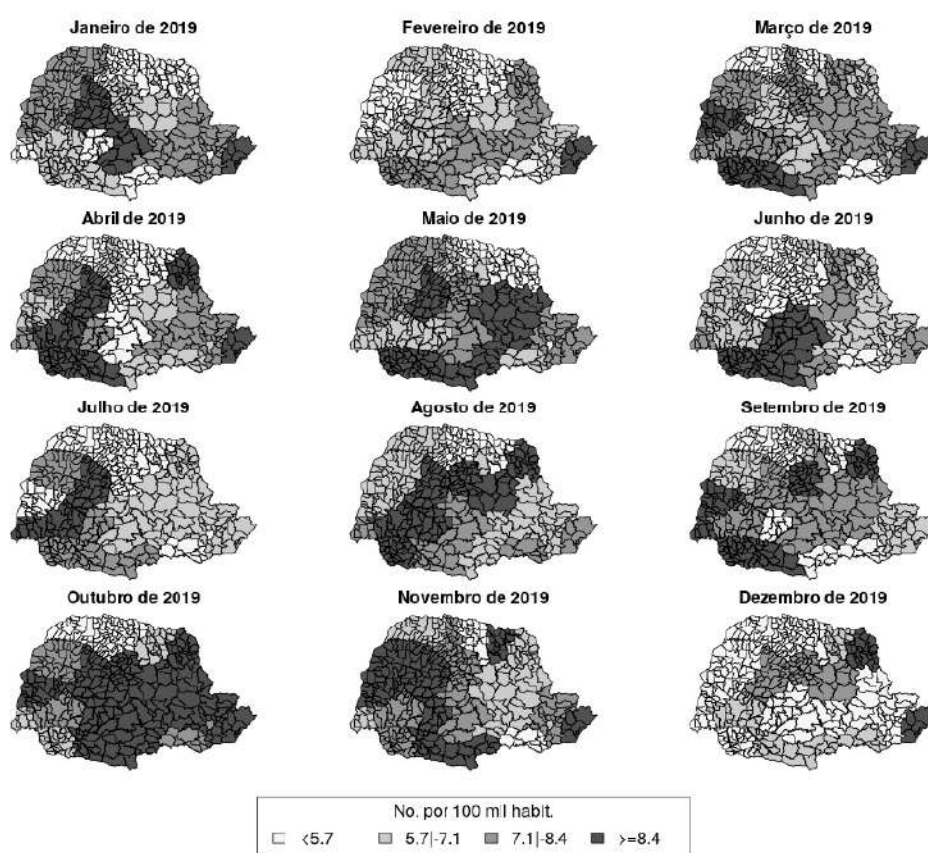 Janeiro de 2019
Fevereiro de 2019
Março de 2019
Abril de 2019
Maio de 2019
Junho de 2019
Julho de 2019
Agosto de 2019
Setembro de 2019
Outubro de 2019
Novembro de 2019
Dezembro de 2019
No. por 100 mil habit.
<5.7 5.7|-7.1 7.1|-8.4 >=8.4